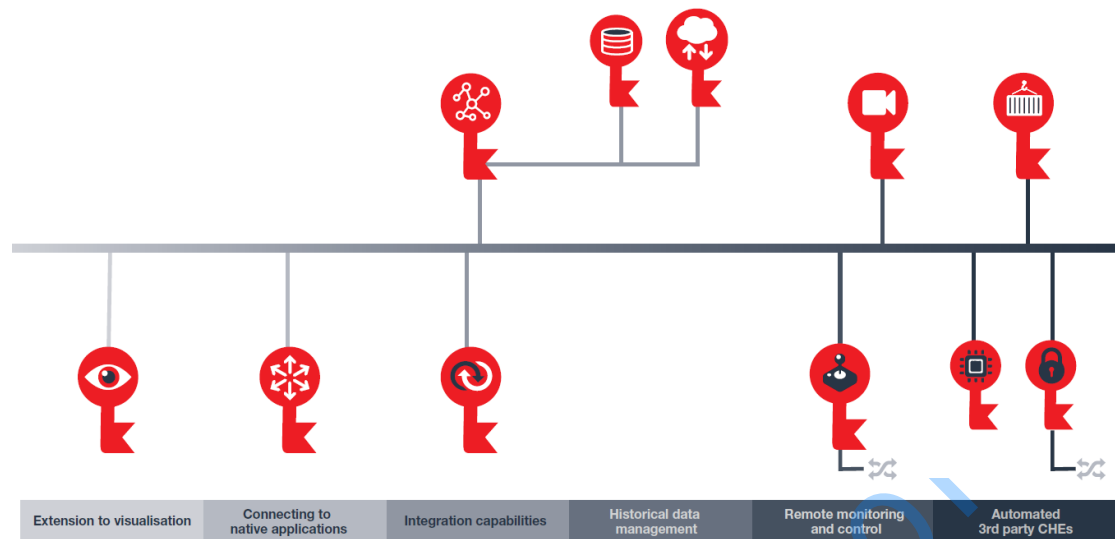 Extension to visualisation
Connecting to
native applications
Integration capabilities
Historical data
management
Remote monitoring
and control
Automated
3rd party CHEs